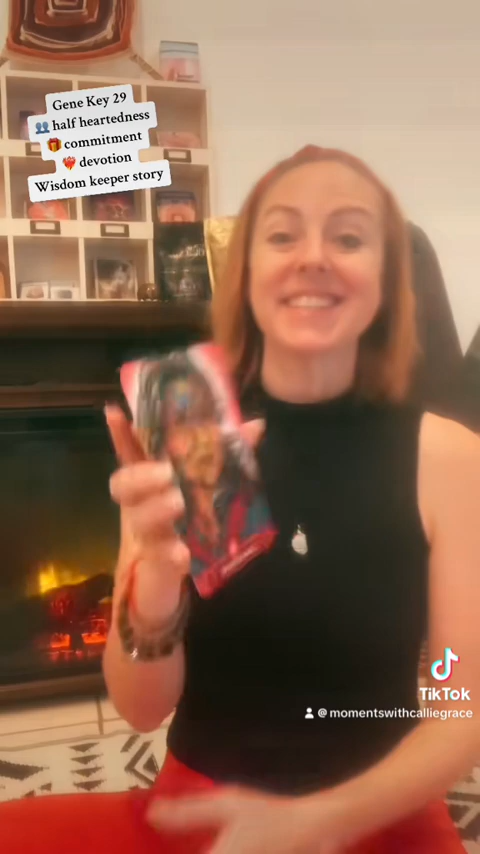 Gene Key 29
👥 half heartedness
🎁 commitment
❤️‍🔥 devotion
Wisdom keeper story
TikTok
@momentswithcalliegrace